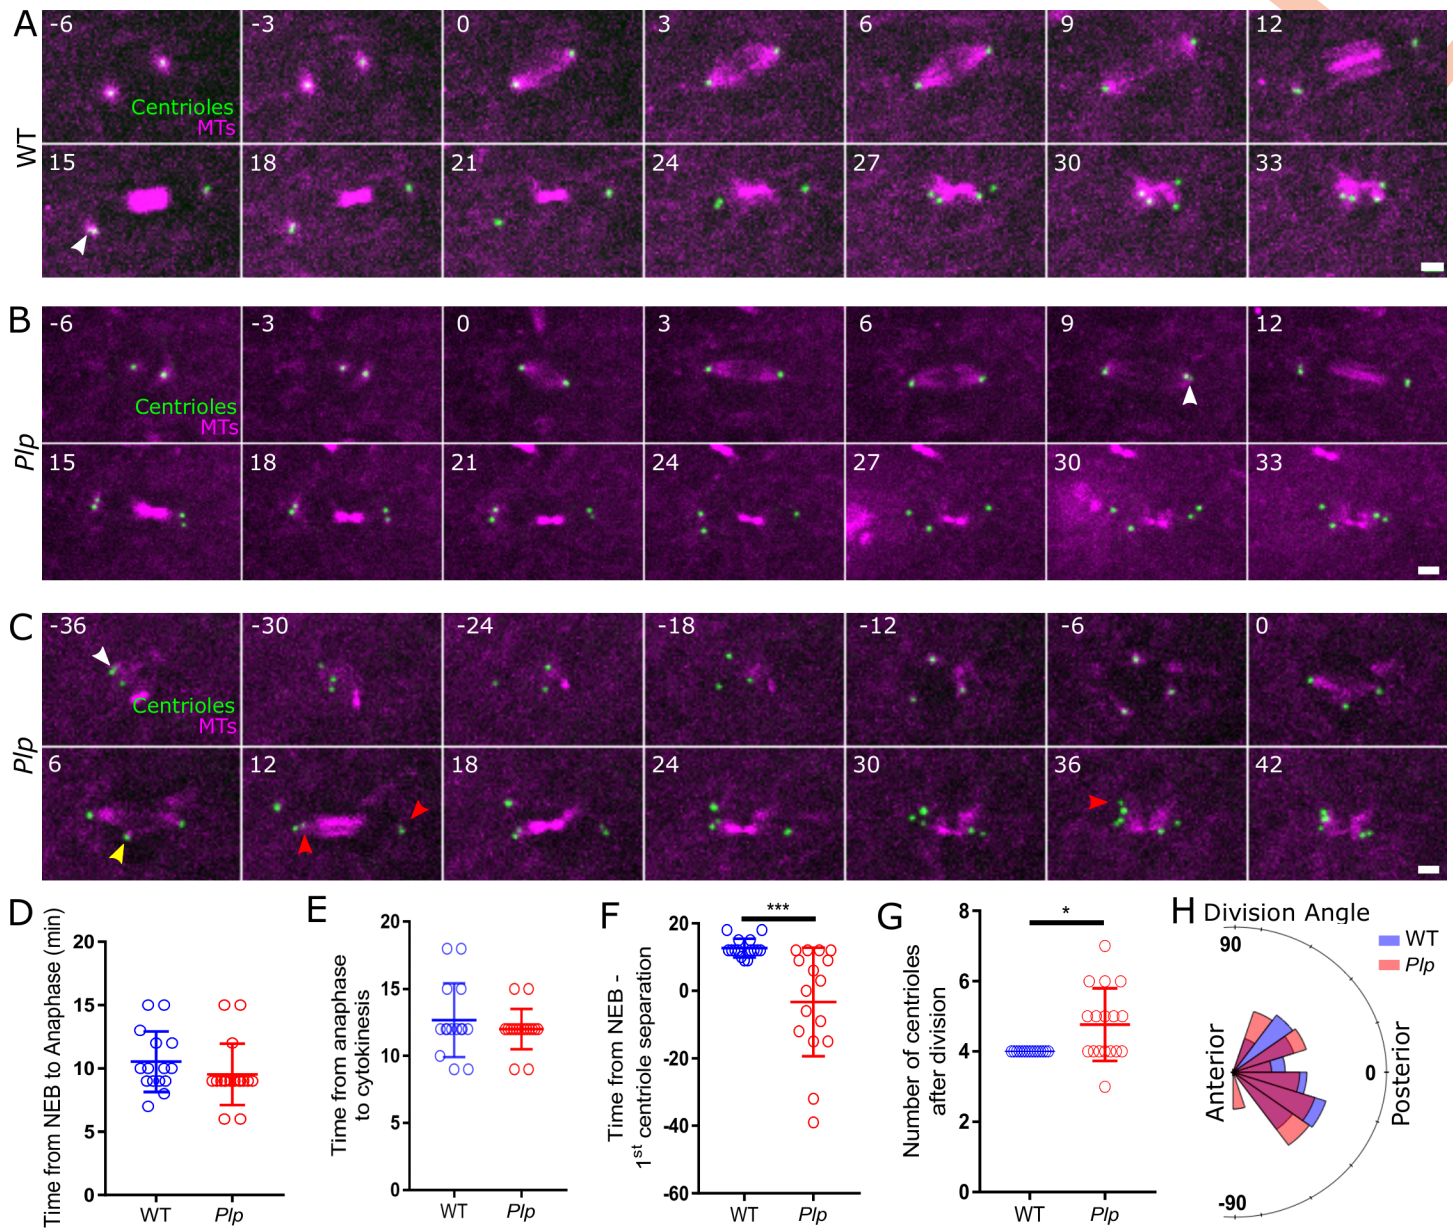 A
WT
-6 -3 0 3 6 9 12
Centrioles
MTs
15 18 21 24 27 30 33
B
Plp
-6 -3 0 3 6 9 12
Centrioles
MTs
15 18 21 24 27 30 33
C
Plp
-36 -30 -24 -18 -12 -6 0
Centrioles
MTs
6 12 18 24 30 36 42
D
Time from NEB to Anaphase (min)
20
15
10
5
0
WT Plp
E
Time from anaphase
to cytokinesis
20
15
10
5
0
WT Plp
F
Time from NEB -
1st centriole separation
***
20
0
-20
-40
-60
WT Plp
G
Number of centrioles
after division
*
8
6
4
2
0
WT Plp
H Division Angle
90
WT
Plp
Anterior
0
Posterior
-90